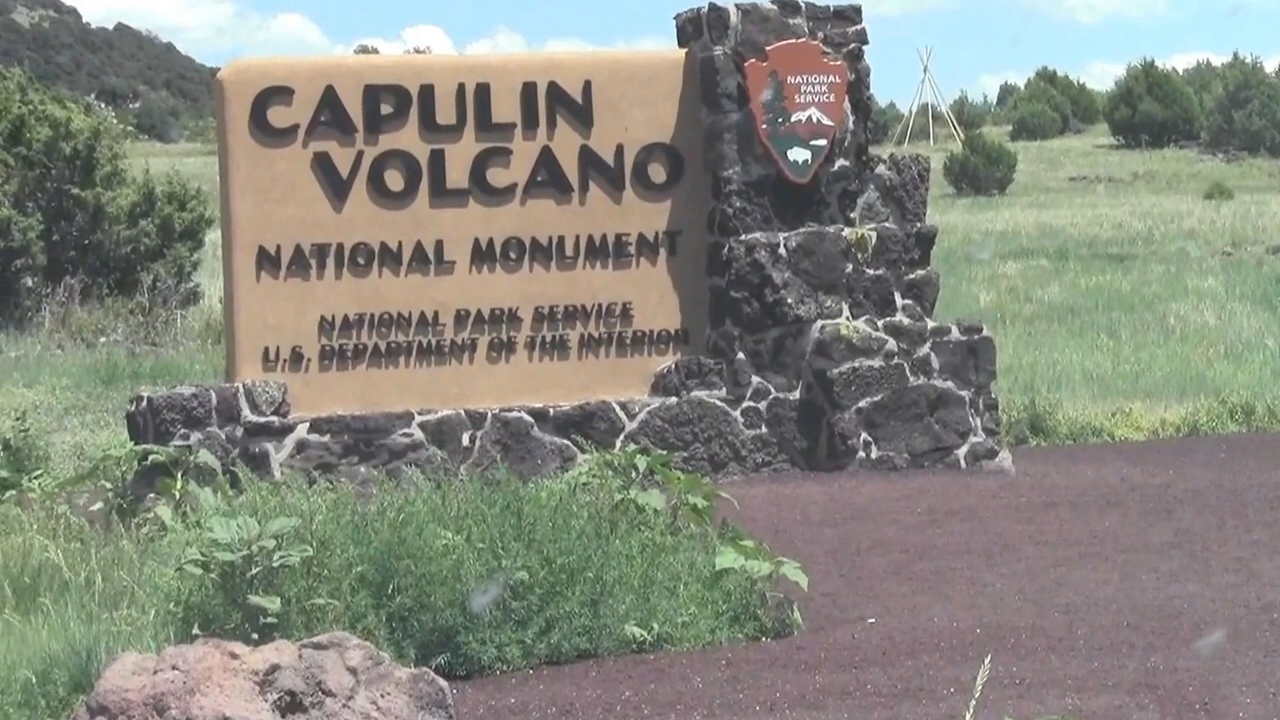 CAPULIN
VOLCANO
NATIONAL MONUMENT
NATIONAL PARK SERVICE
U.S. DEPARTMENT OF THE INTERIOR
NATIONAL
PARK
SERVICE